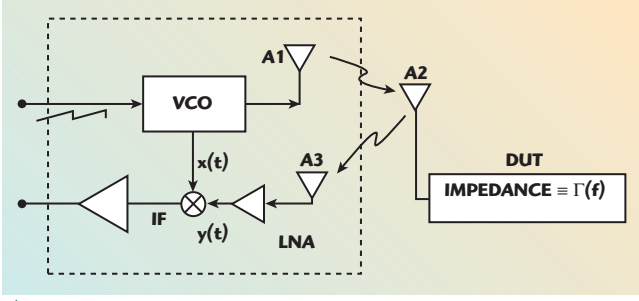 A1
A2
VCO
x(t)
A3
DUT
IMPEDANCE ≡ Γ(f)
IF
y(t)
LNA